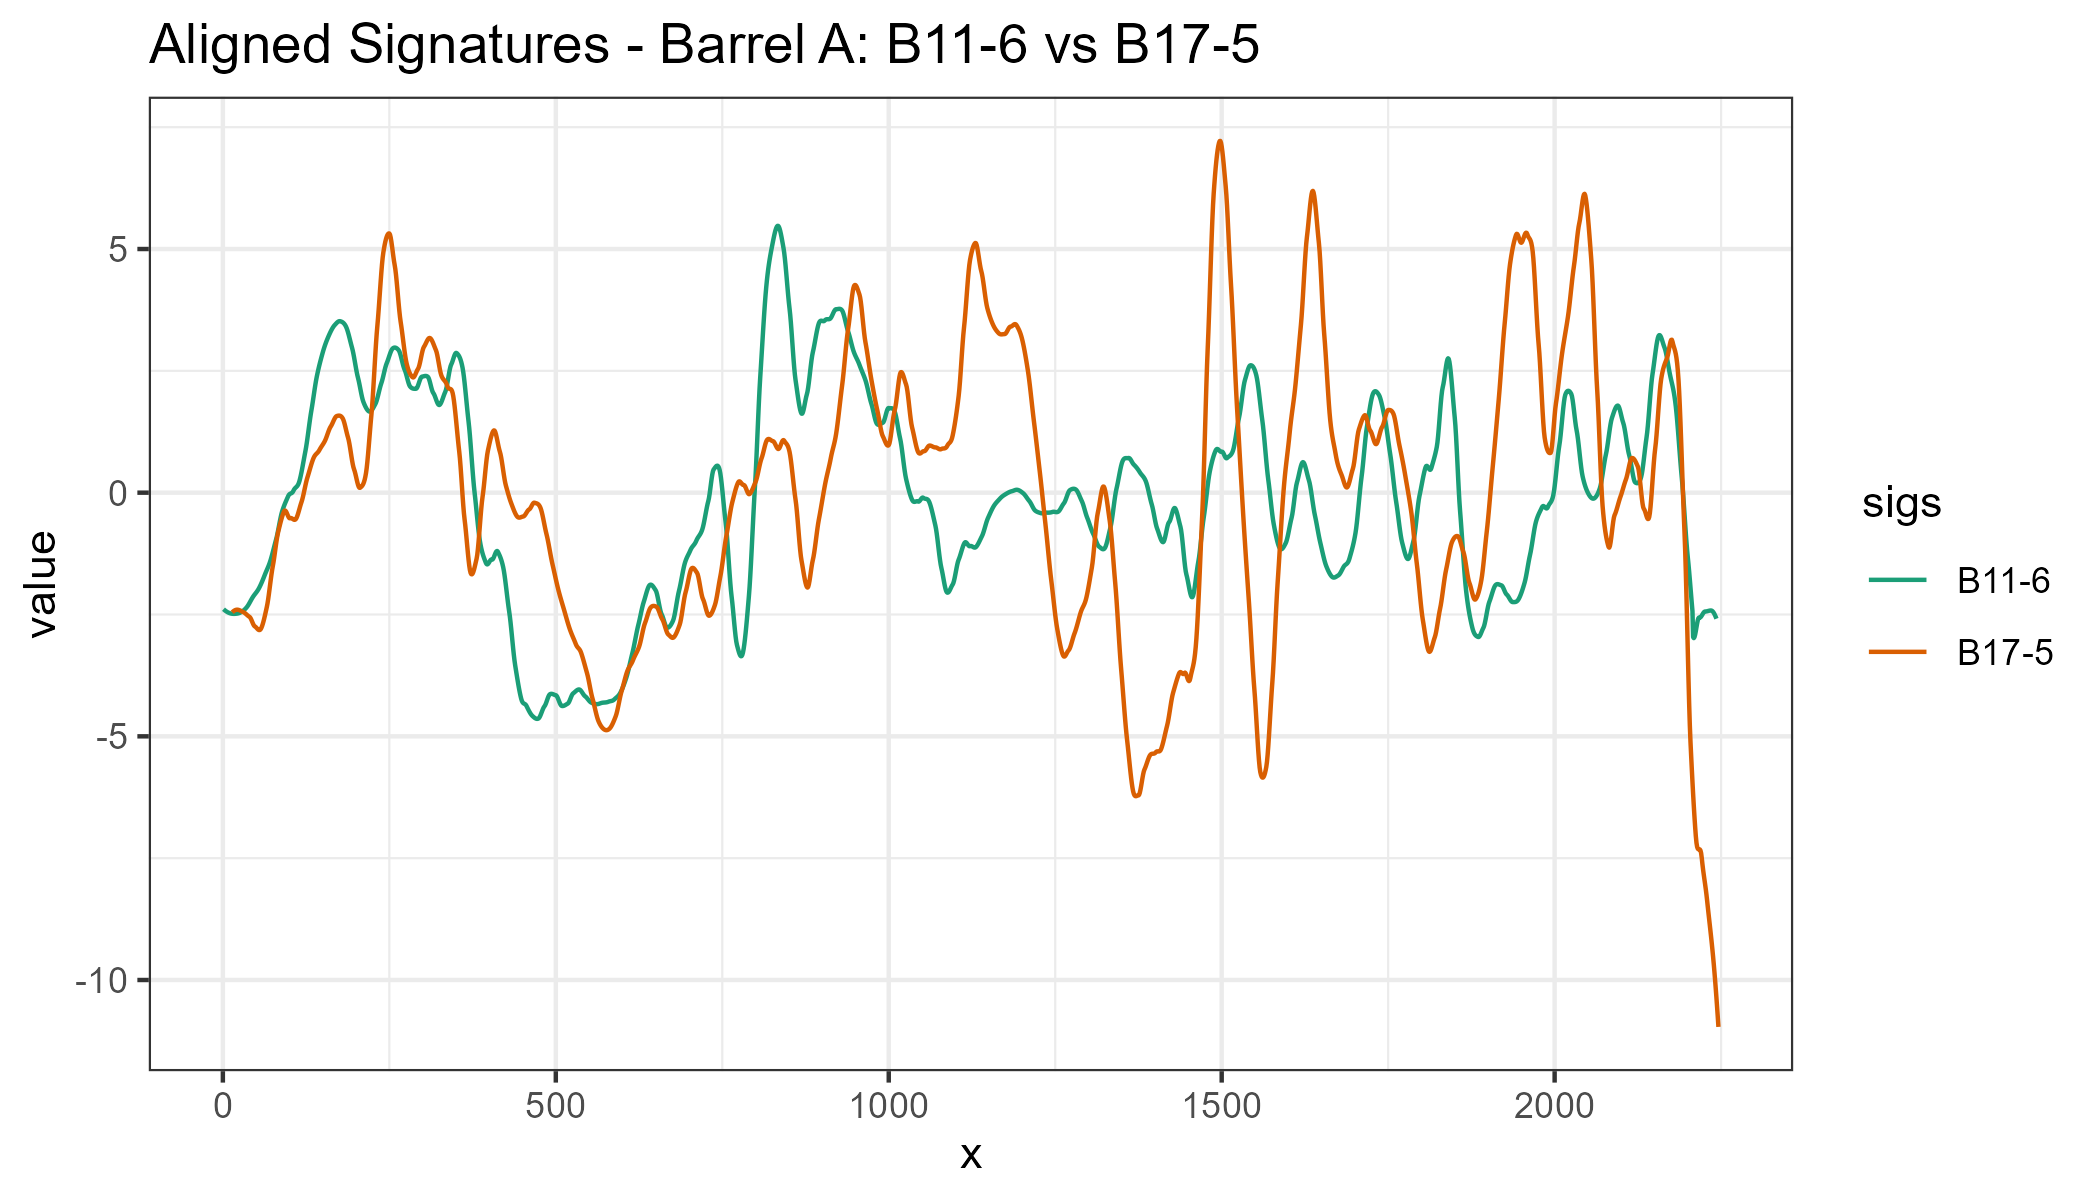 Aligned Signatures - Barrel A: B11-6 vs B17-5
value
5
0
-5
-10
0 500 1000 1500 2000
x
sigs
B11-6
B17-5